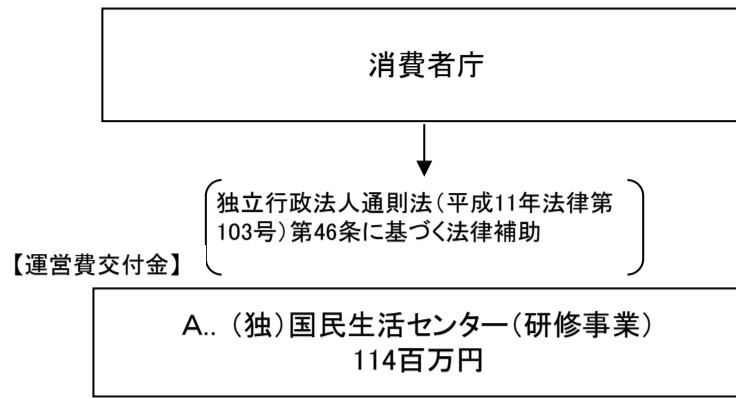 消費者庁
独立行政法人通則法（平成11年法律第
103号）第46条に基づく法律補助
【運営費交付金】
A.. （独）国民生活センター（研修事業）
114百万円